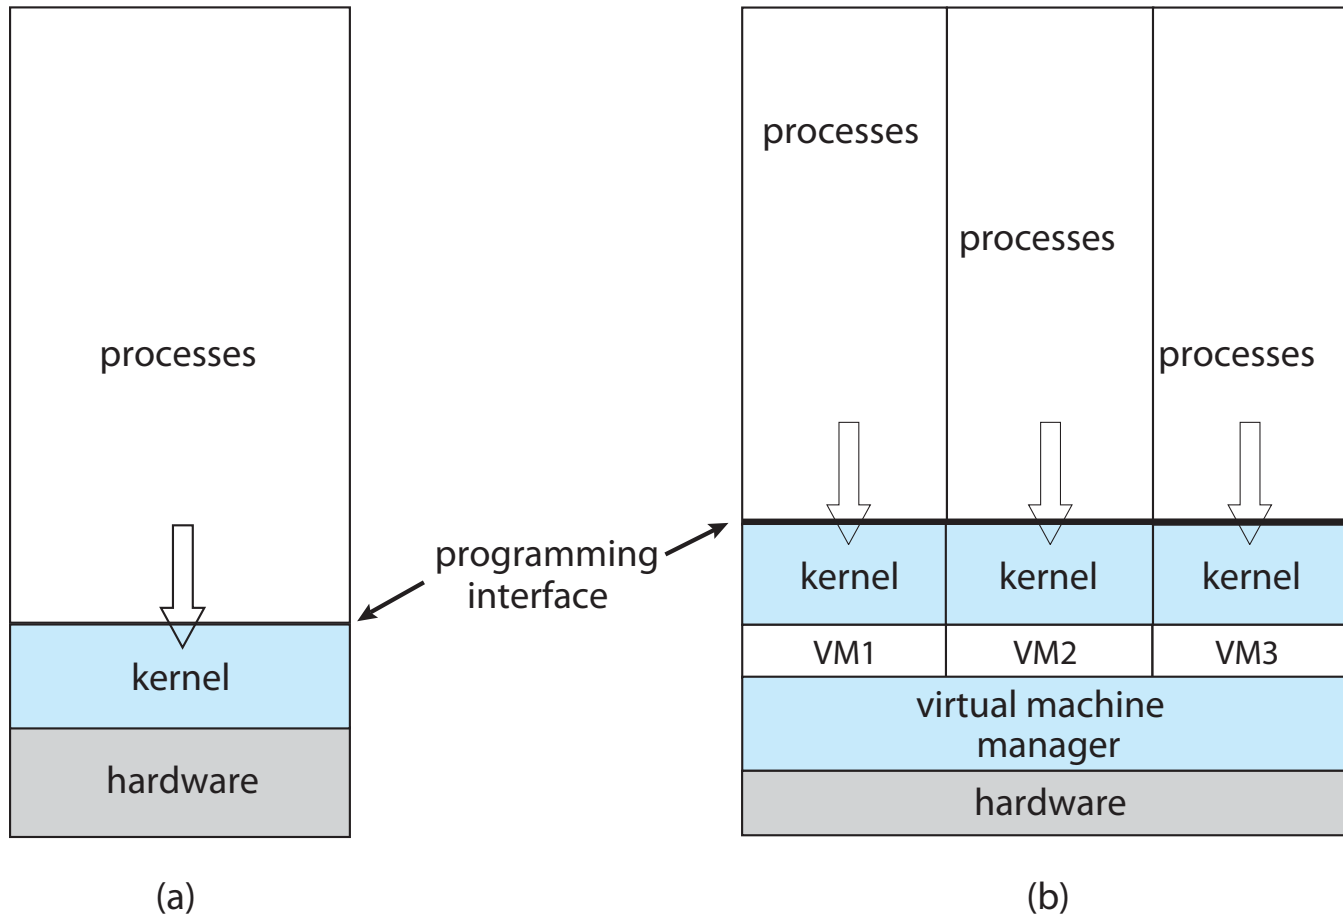 processes
kernel
hardware
(a)
programming
interface
processes
processes
processes
kernel
kernel
kernel
VM1
VM2
VM3
virtual machine
manager
hardware
(b)